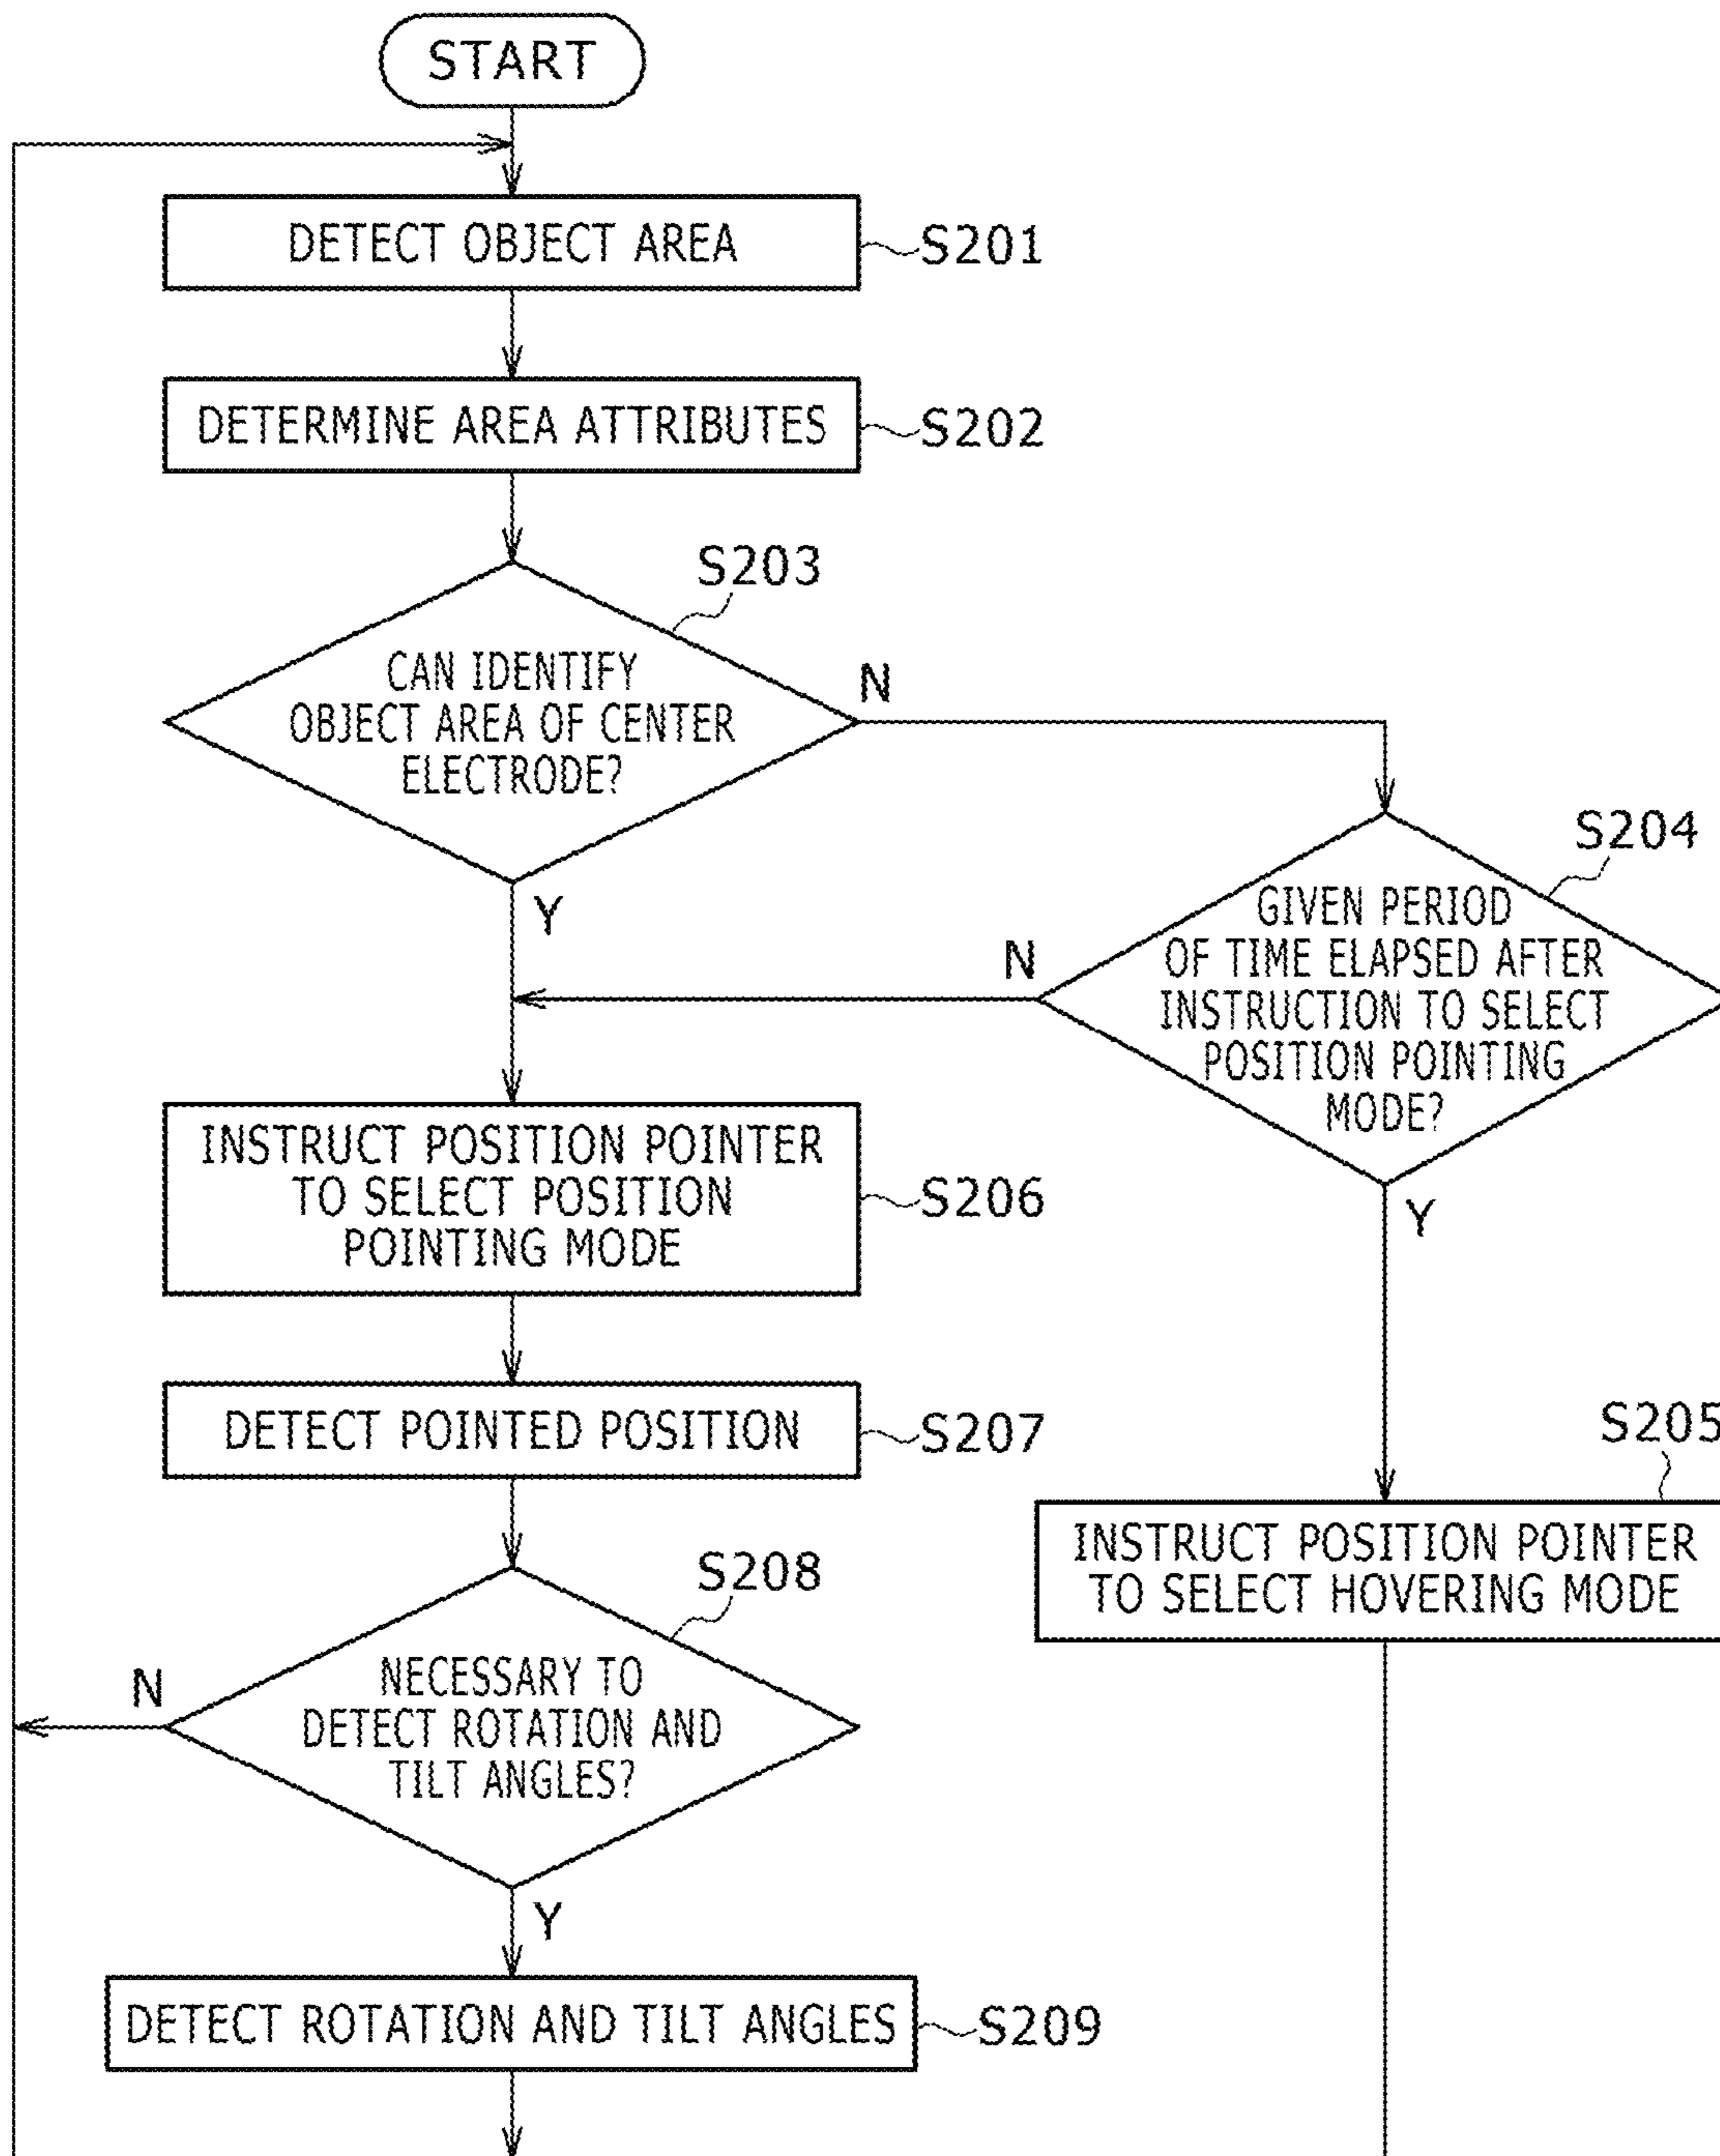 START
DETECT OBJECT AREA
S201
DETERMINE AREA ATTRIBUTES
S202
S203
CAN IDENTIFY
OBJECT AREA OF CENTER
ELECTRODE?
N
Y
S204
GIVEN PERIOD
OF TIME ELAPSED AFTER
INSTRUCTION TO SELECT
POSITION POINTING
MODE?
N
Y
INSTRUCT POSITION POINTER
TO SELECT POSITION
POINTING MODE
S206
DETECT POINTED POSITION
S207
S205
INSTRUCT POSITION POINTER
TO SELECT HOVERING MODE
S208
NECESSARY TO
DETECT ROTATION AND
TILT ANGLES?
N
Y
DETECT ROTATION AND TILT ANGLES
S209